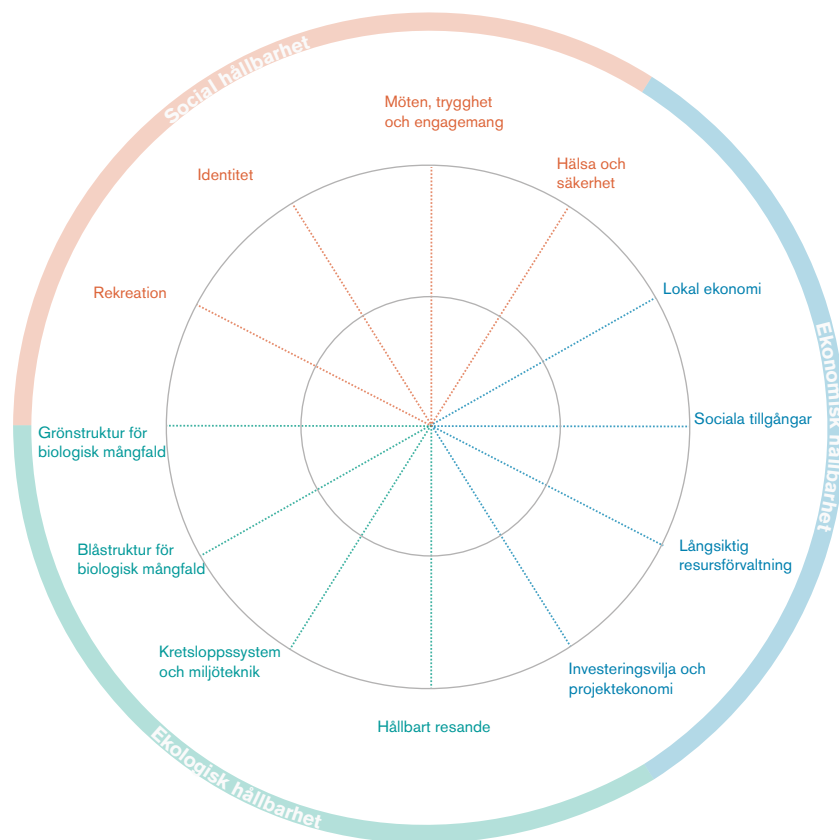 Social hållbarhet
Möten, trygghet
och engagemang
Hälsa och
säkerhet
Identitet
Rekreation
Lokal ekonomi
Ekonomisk hållbarhet
Sociala tillgångar
Grönstruktur för
biologisk mångfald
Långsiktig
resursförvaltning
Blåstruktur för
biologisk mångfald
Kretsloppssystem
och miljöteknik
Investeringsvilja och
projektekonomi
Hållbart resande
Ekologisk hållbarhet